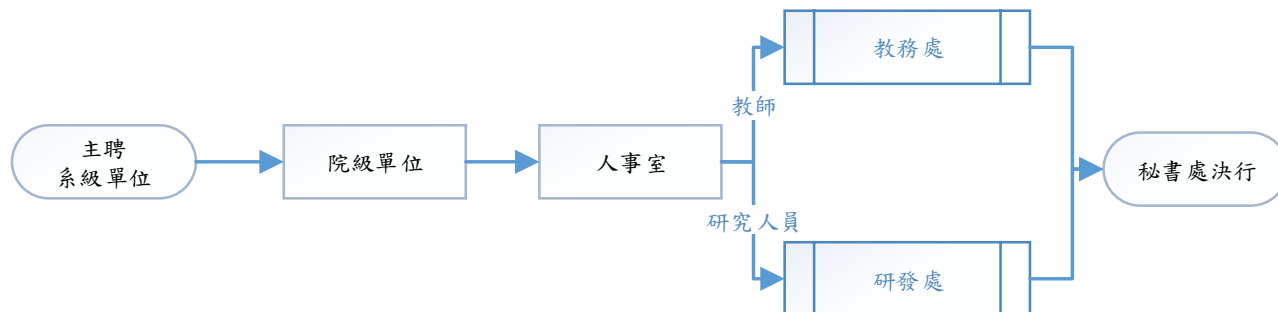 主聘
系級單位
院級單位
人事室
教師
研究人員
教務處
研發處
秘書處決行